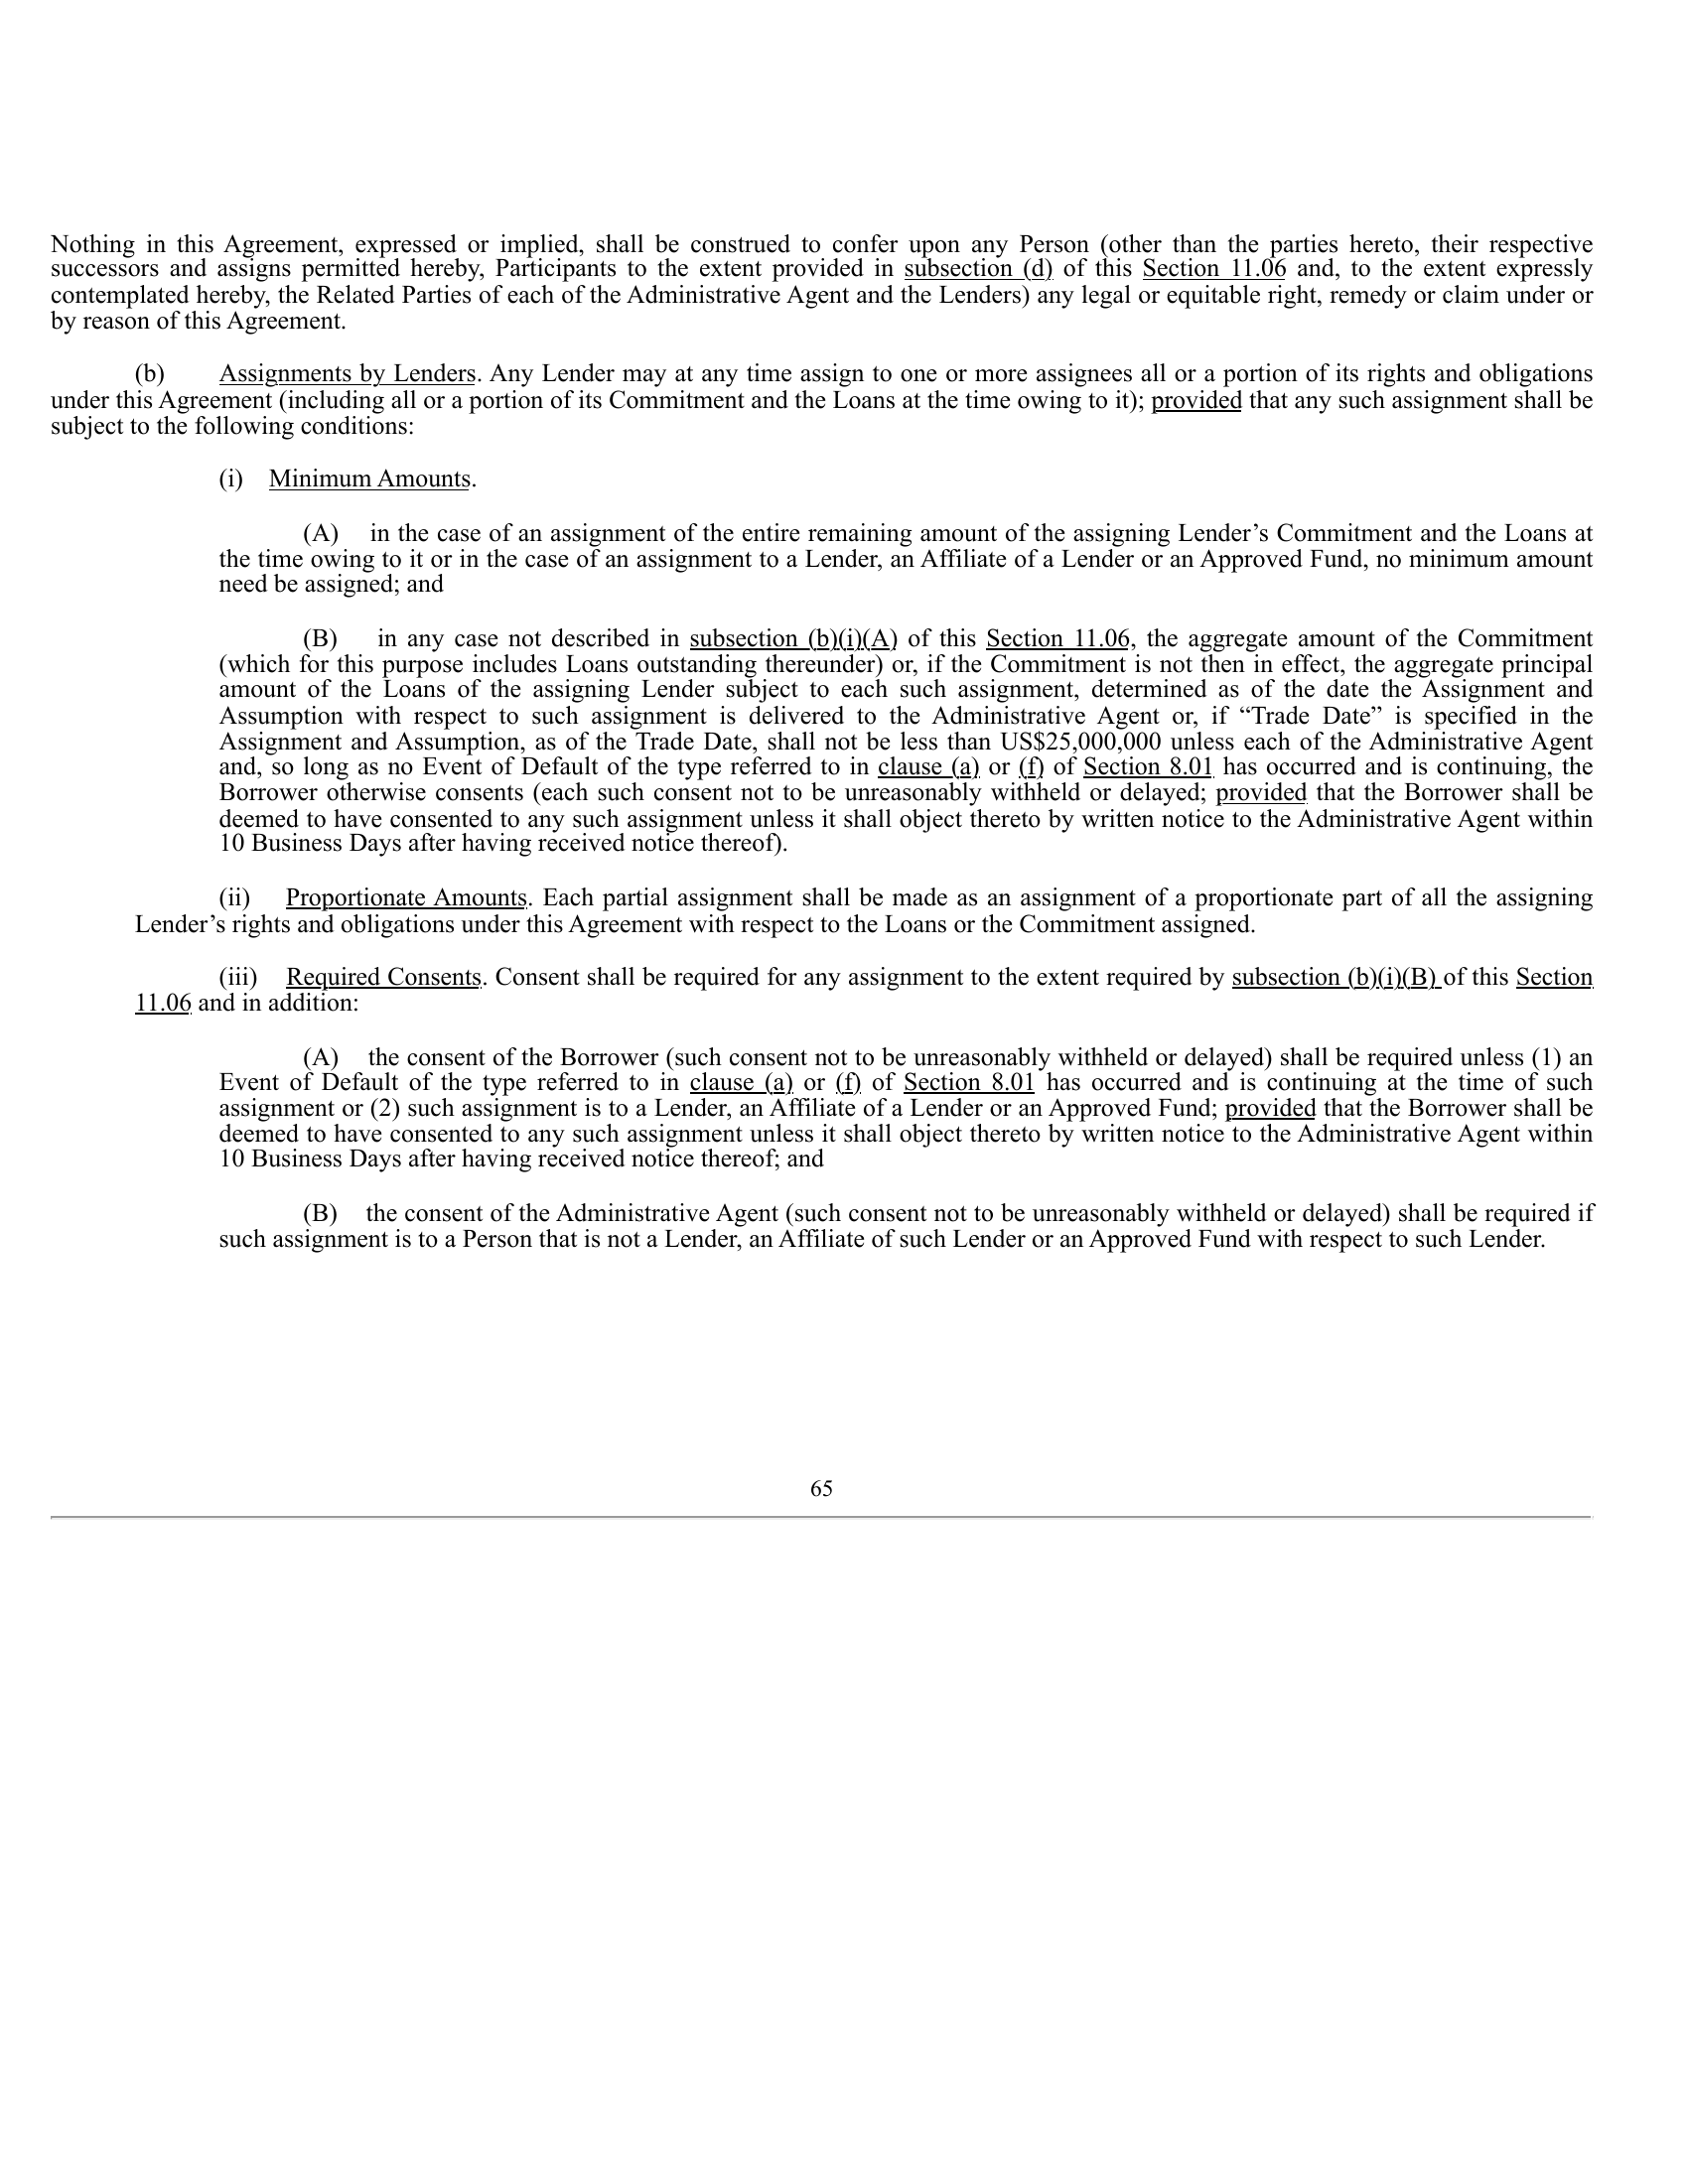 Nothing in this Agreement, expressed or implied, shall be construed to confer upon any Person (other than the parties hereto, their respective
successors and assigns permitted hereby, Participants to the extent provided in subsection (d) of this Section 11.06 and, to the extent expressly
contemplated hereby, the Related Parties of each of the Administrative Agent and the Lenders) any legal or equitable right, remedy or claim under or
by reason of this Agreement.
(b) Assignments by Lenders. Any Lender may at any time assign to one or more assignees all or a portion of its rights and obligations
under this Agreement (including all or a portion of its Commitment and the Loans at the time owing to it); provided that any such assignment shall be
subject to the following conditions:
(i) Minimum Amounts.
(A) in the case of an assignment of the entire remaining amount of the assigning Lender’s Commitment and the Loans at
the time owing to it or in the case of an assignment to a Lender, an Affiliate of a Lender or an Approved Fund, no minimum amount
need be assigned; and
(B) in any case not described in subsection (b)(i)(A) of this Section 11.06, the aggregate amount of the Commitment
(which for this purpose includes Loans outstanding thereunder) or, if the Commitment is not then in effect, the aggregate principal
amount of the Loans of the assigning Lender subject to each such assignment, determined as of the date the Assignment and
Assumption with respect to such assignment is delivered to the Administrative Agent or, if “Trade Date” is specified in the
Assignment and Assumption, as of the Trade Date, shall not be less than US$25,000,000 unless each of the Administrative Agent
and, so long as no Event of Default of the type referred to in clause (a) or (f) of Section 8.01 has occurred and is continuing, the
Borrower otherwise consents (each such consent not to be unreasonably withheld or delayed; provided that the Borrower shall be
deemed to have consented to any such assignment unless it shall object thereto by written notice to the Administrative Agent within
10 Business Days after having received notice thereof).
(ii) Proportionate Amounts. Each partial assignment shall be made as an assignment of a proportionate part of all the assigning
Lender’s rights and obligations under this Agreement with respect to the Loans or the Commitment assigned.
(iii) Required Consents. Consent shall be required for any assignment to the extent required by subsection (b)(i)(B) of this Section
11.06 and in addition:
(A) the consent of the Borrower (such consent not to be unreasonably withheld or delayed) shall be required unless (1) an
Event of Default of the type referred to in clause (a) or (f) of Section 8.01 has occurred and is continuing at the time of such
assignment or (2) such assignment is to a Lender, an Affiliate of a Lender or an Approved Fund; provided that the Borrower shall be
deemed to have consented to any such assignment unless it shall object thereto by written notice to the Administrative Agent within
10 Business Days after having received notice thereof; and
(B) the consent of the Administrative Agent (such consent not to be unreasonably withheld or delayed) shall be required if
such assignment is to a Person that is not a Lender, an Affiliate of such Lender or an Approved Fund with respect to such Lender.
65